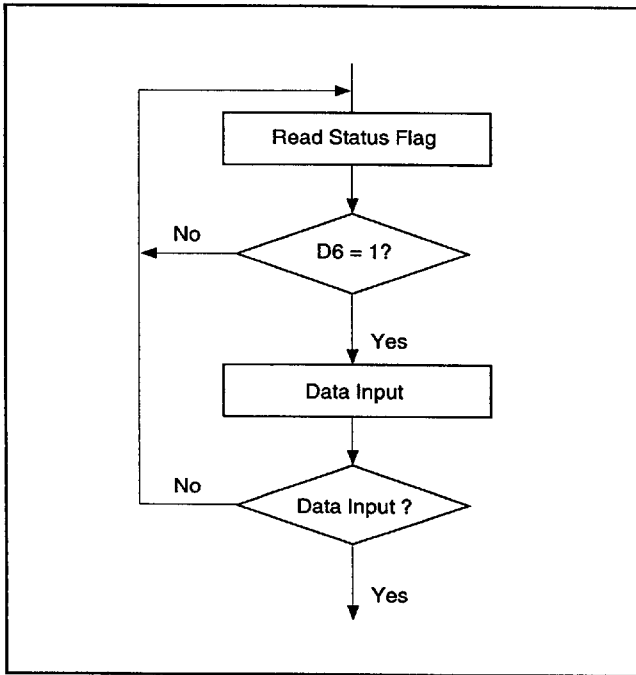 Read Status Flag
No
D6 = 1?
Yes
Data Input
No
Data Input ?
Yes